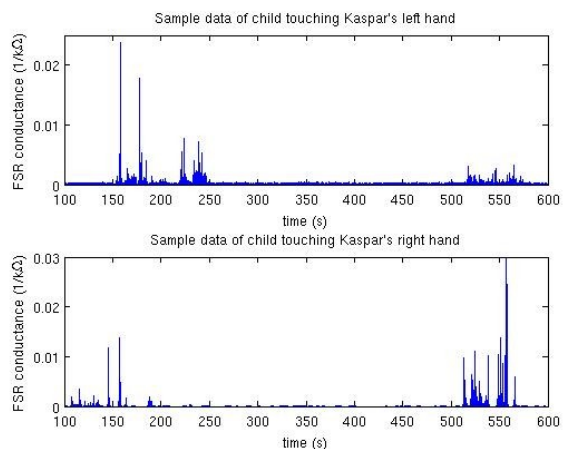 Sample data of child touching Kaspar's left hand
FSR conductance (1/kΩ)
0.02
0.01
0
100 150 200 250 300 350 400 450 500 550 600
time (s)
Sample data of child touching Kaspar's right hand
FSR conductance (1/kΩ)
0.03
0.02
0.01
0
100 150 200 250 300 350 400 450 500 550 600
time (s)